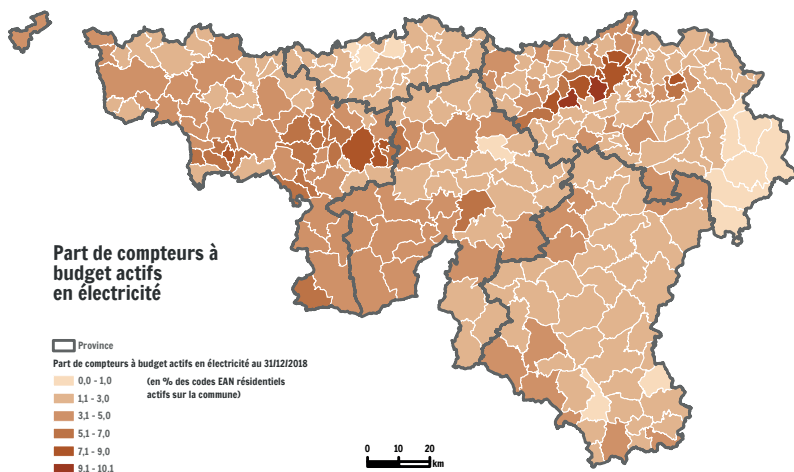 Part de compteurs à
budget actifs
en électricité
Province
Part de compteurs à budget actifs en électricité au 31/12/2018
(en % des codes EAN résidentiels
actifs sur la commune)
0,0 - 1,0
1,1 - 3,0
3,1 - 5,0
5,1 - 7,0
7,1 - 9,0
9,1 - 10,1
0 10 20
km